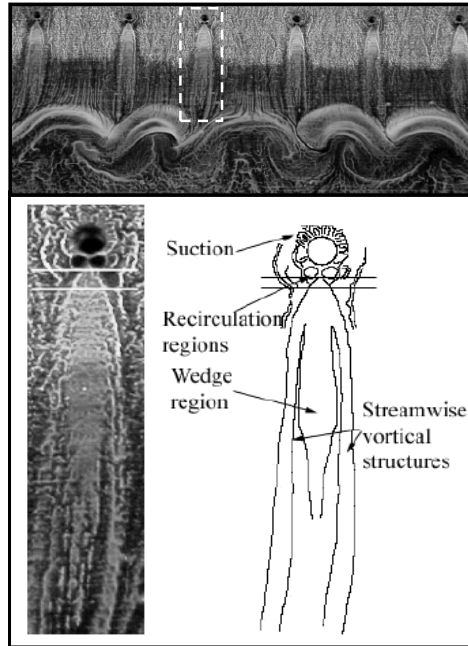 Suction
Recirculation
regions
Wedge
region
Streamwise
vortical
structures